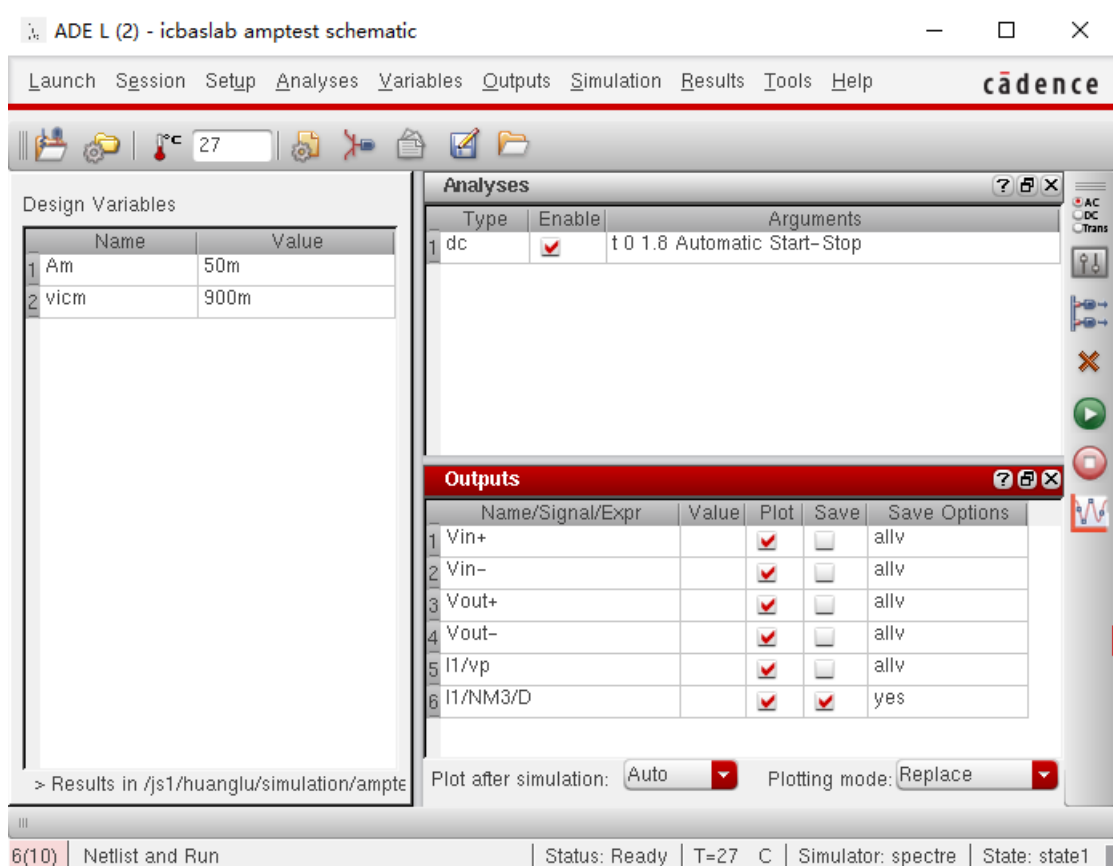 ADE L (2) - icbaslab amptest schematic
Launch Session Setup Analyses Variables Outputs Simulation Results Tools Help
cādence
°C 27
Design Variables
Name Value
1 Am 50m
2 vicm 900m
> Results in /js1/huanglu/simulation/ampte
Analyses
Type Enable Arguments
1 dc t 0 1.8 Automatic Start-Stop
Outputs
Name/Signal/Expr Value Plot Save Save Options
1 Vin+ allv
2 Vin- allv
3 Vout+ allv
4 Vout- allv
5 I1/vp allv
6 I1/NM3/D yes
Plot after simulation: Auto Plotting mode: Replace
AC
DC
Trans
6(10) Netlist and Run Status: Ready T=27 C Simulator: spectre State: state1